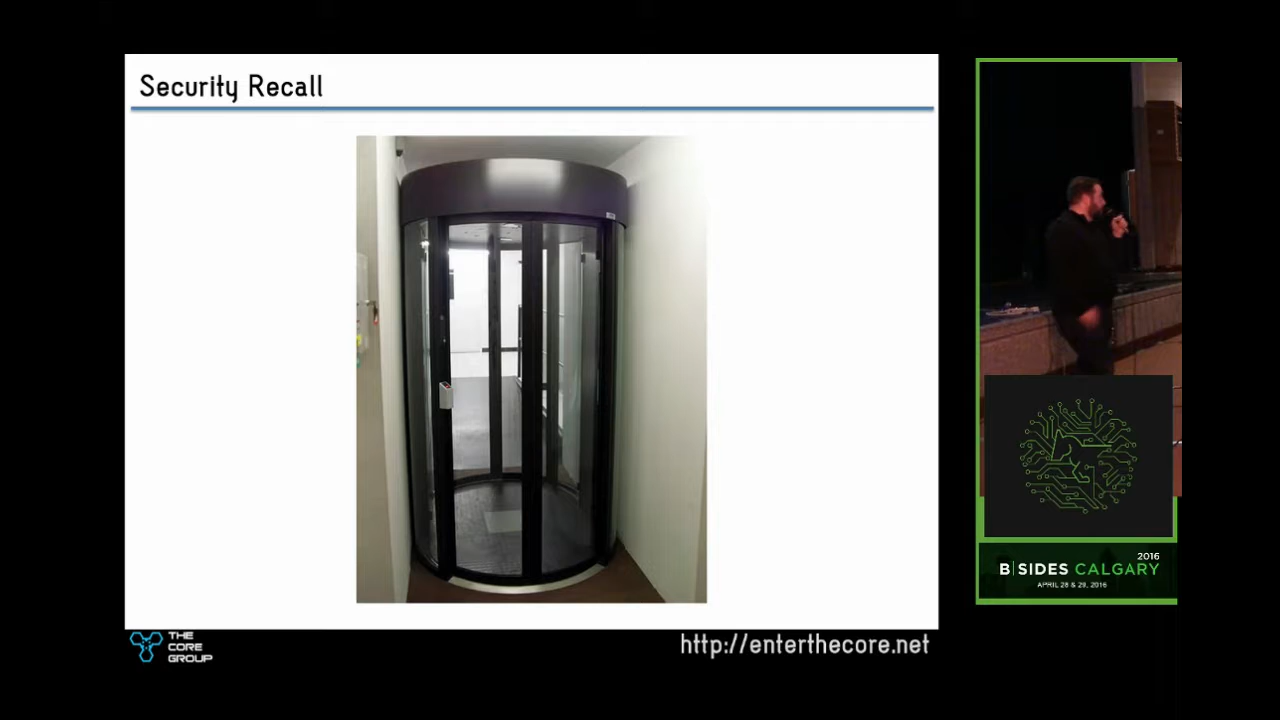 Security Recall
THE
CORE
GROUP
http://enterthecore.net
2016
B|SIDES CALGARY
APRIL 28 & 29, 2016